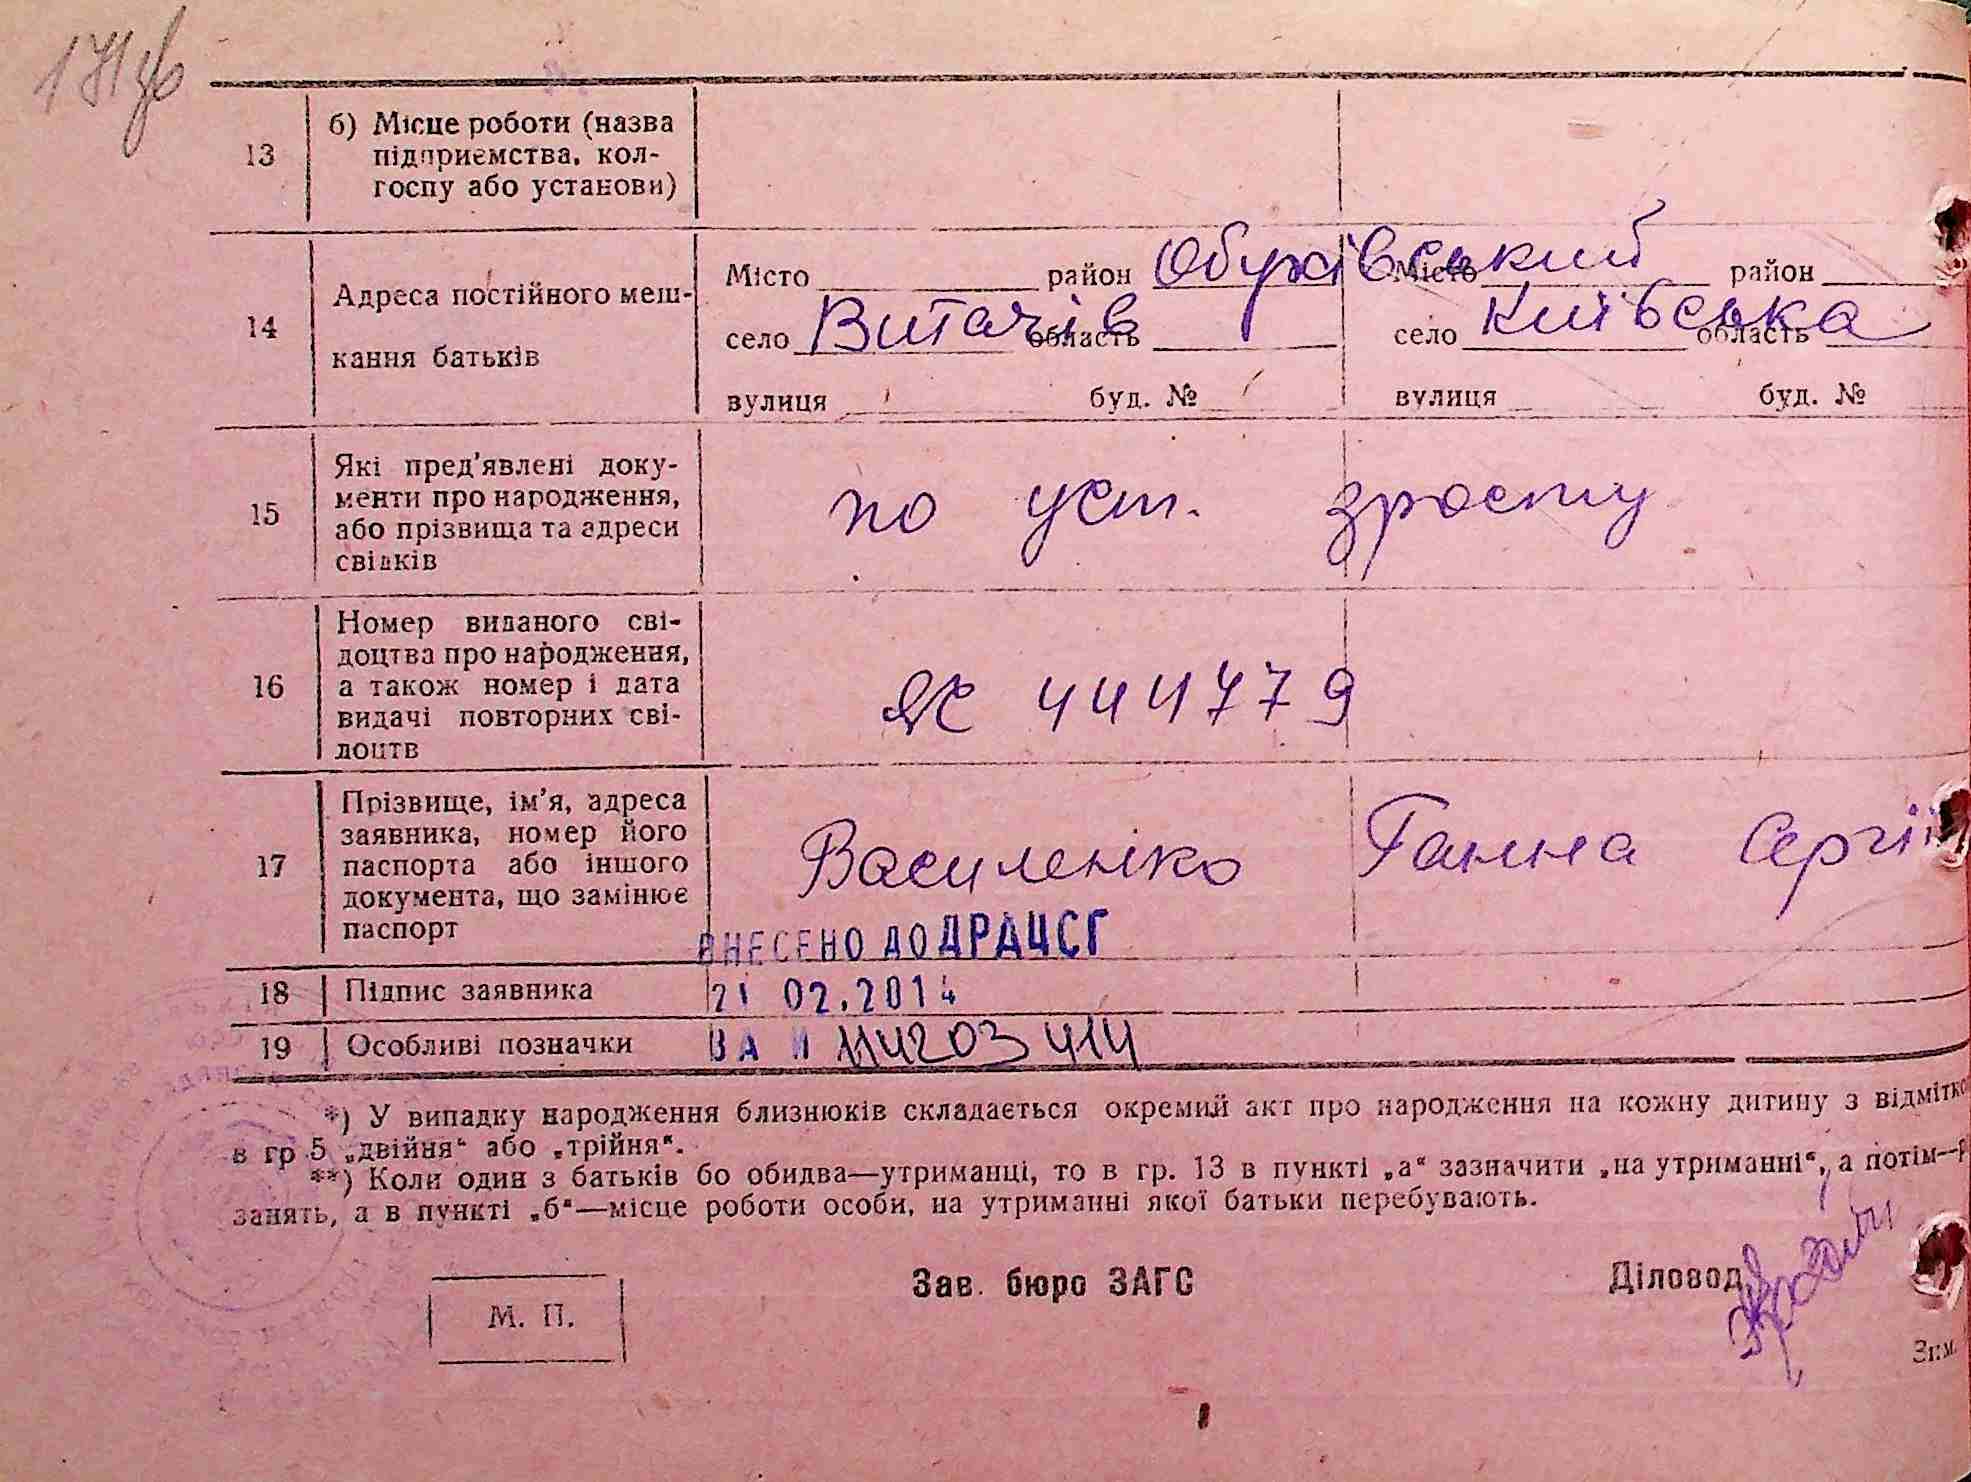 171зв
13
б) Місце роботи (назва
підприємства, кол-
госпу або установи)
14
Адреса постійного меш-
кання батьків
Місто район Обухівський Місто район
село Витачів область село Київська область
вулиця буд. № вулиця буд. №
15
Які пред'явлені доку-
менти про народження,
або прізвища та адреси
свідків
по уст. зросту
16
Номер виданого сві-
доцтва про народження,
а також номер і дата
видачі повторних сві-
доцтв
ЯС 444779
17
Прізвище, ім'я, адреса
заявника, номер його
паспорта або іншого
документа, що замінює
паспорт
Василенко Ганна Сергіїв
ВНЕСЕНО ДО ДРАЦСГ
18 Підпис заявника 21 02.2014
19 Особливі позначки
*) У випадку народження близнюків складається окремий акт про народження на кожну дитину з відмітко
в гр 5 „двійня“ або „трійня“.
**) Коли один з батьків бо обидва—утриманці, то в гр. 13 в пункті „а“ зазначити „на утриманні“, а потім—
занять, а в пункті „б“—місце роботи особи, на утриманні якої батьки перебувають.
М. П.
Зав. бюро ЗАГС
Діловод